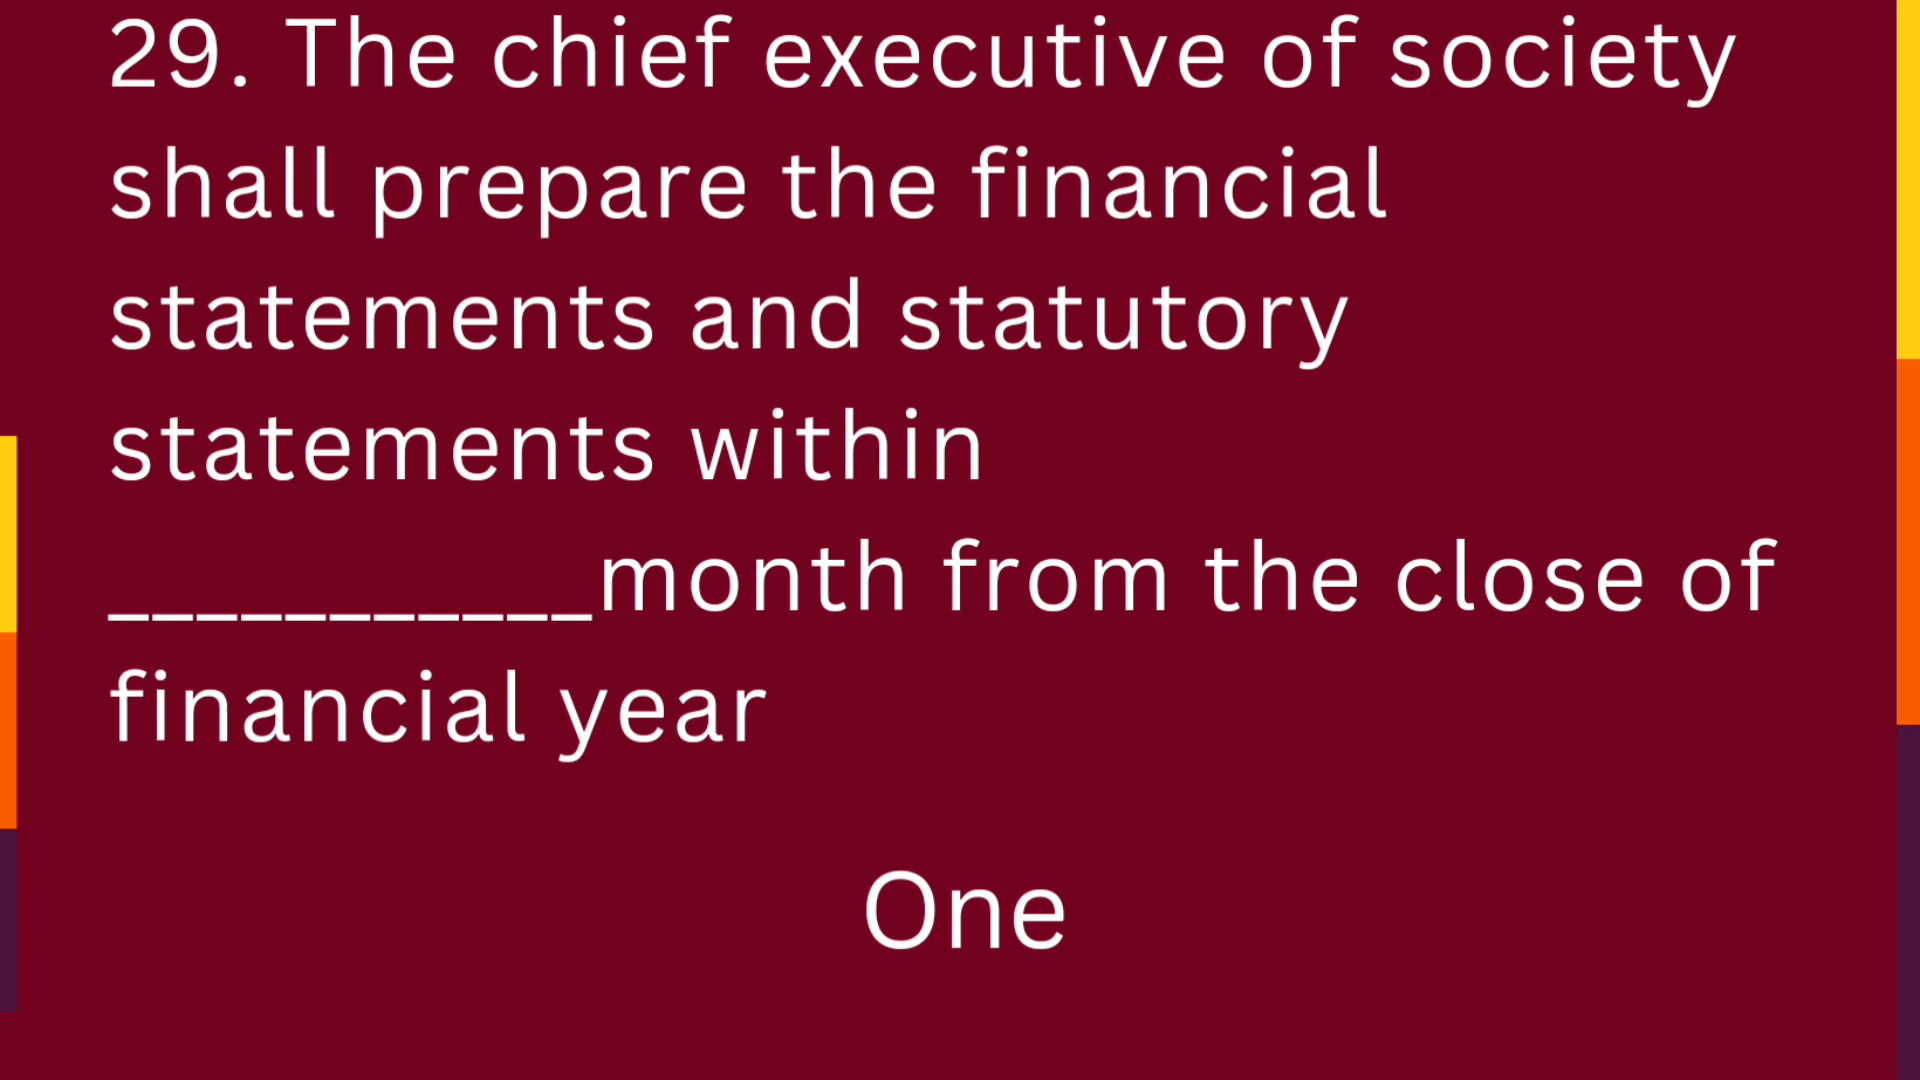 29. The chief executive of society
shall prepare the financial
statements and statutory
statements within
___________month from the close of
financial year
One